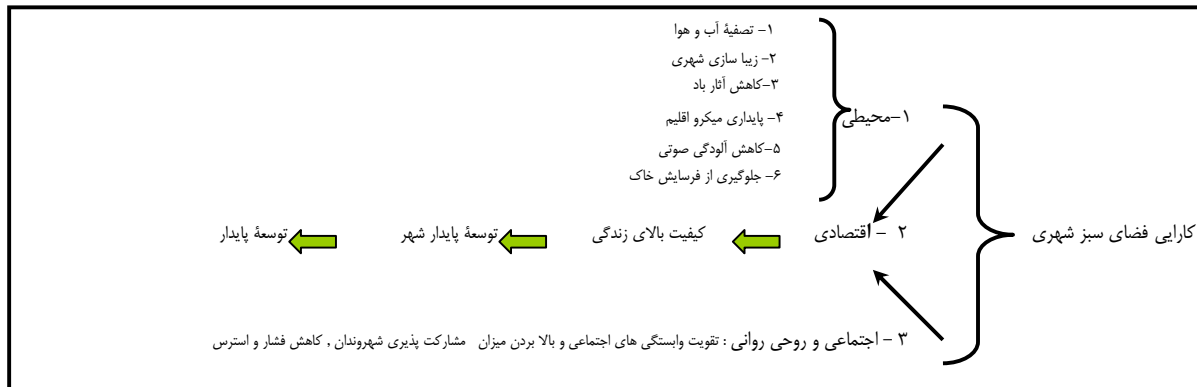 ۱- تصفیهٔ آب و هوا
۲- زیبا سازی شهری
۳-کاهش آثار باد
۱-محیطی
۴- پایداری میکرو اقلیم
۵-کاهش آلودگی صوتی
۶- جلوگیری از فرسایش خاک
کارایی فضای سبز شهری
۲ - اقتصادی
کیفیت بالای زندگی
توسعهٔ پایدار شهر
توسعهٔ پایدار
۳ - اجتماعی و روحی روانی : تقویت وابستگی های اجتماعی و بالا بردن میزان مشارکت پذیری شهروندان , کاهش فشار و استرس